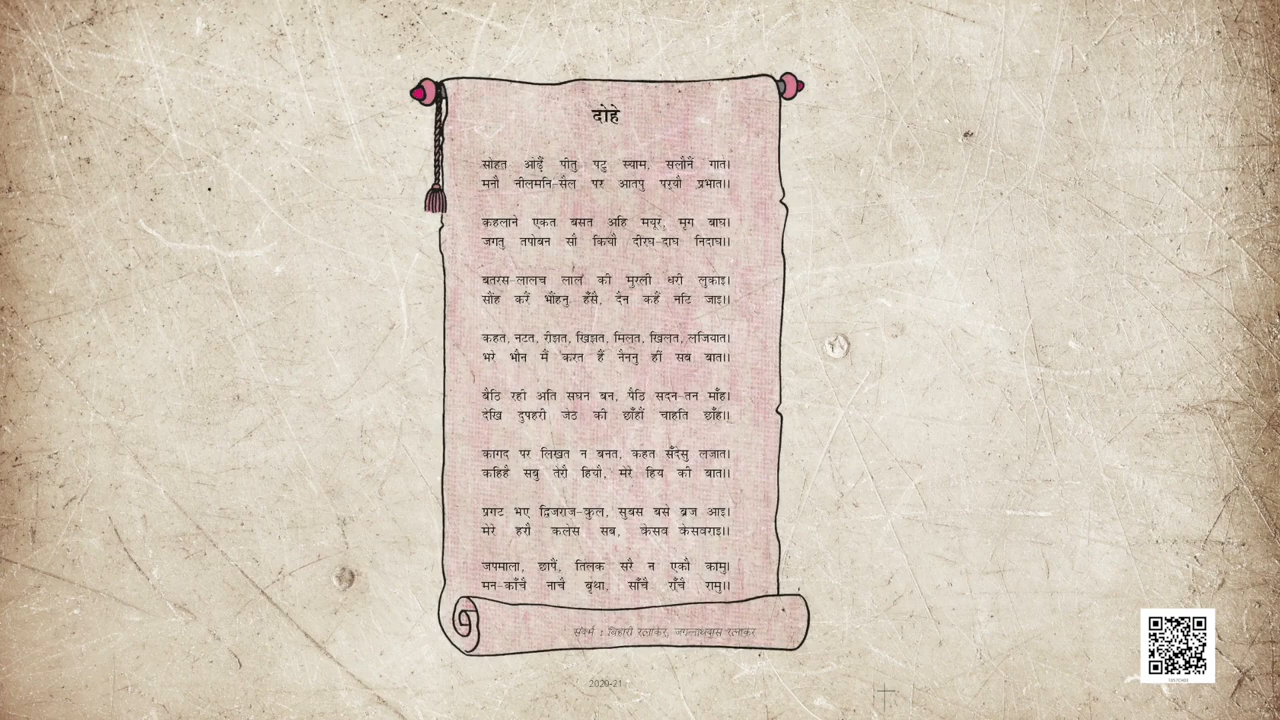 दोहे
सोहत ओढ़ैं पीतु पटु स्याम, सलौनैं गात।
मनौ नीलमनि-सैल पर आतपु पर्‌यौ प्रभात।।
कहलाने एकत बसत अहि मयूर, मृग बाघ।
जगतु तपोबन सौ कियौ दीरघ-दाघ निदाघ।।
बतरस-लालच लाल की मुरली धरी लुकाइ।
सौंह करैं भौंहनु हँसै, दैन कहैं नटि जाइ।।
कहत, नटत, रीझत, खिझत, मिलत, खिलत, लजियात।
भरे भौन मैं करत हैं नैननु हीं सब बात।।
बैठि रही अति सघन बन, पैठि सदन-तन माँह।
देखि दुपहरी जेठ की छाँहौं चाहति छाँह।।
कागद पर लिखत न बनत, कहत सँदेसु लजात।
कहिहै सबु तेरौ हियौ, मेरे हिय की बात।।
प्रगट भए द्विजराज-कुल, सुबस बसे ब्रज आइ।
मेरे हरौ कलेस सब, केसव केसवराइ।।
जपमाला, छापैं, तिलक सरै न एकौ कामु।
मन-काँचै नाचै बृथा, साँचै राँचै रामु।।
संदर्भ : बिहारी रत्नाकर, जगन्नाथदास रत्नाकर
2020-21